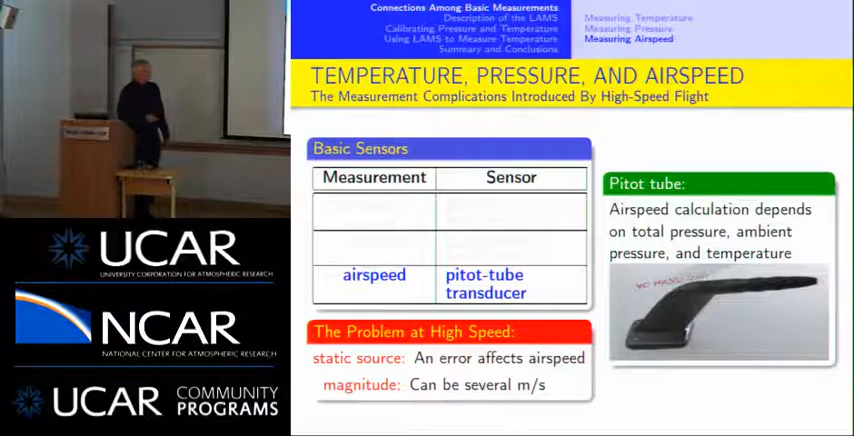 Connections Among Basic Measurements
Description of the LAMS
Calibrating Pressure and Temperature
Using LAMS to Measure Temperature
Summary and Conclusions
Measuring Temperature
Measuring Pressure
Measuring Airspeed
TEMPERATURE, PRESSURE, AND AIRSPEED
The Measurement Complications Introduced By High-Speed Flight
Basic Sensors
Measurement Sensor
airspeed pitot-tube
transducer
The Problem at High Speed:
static source: An error affects airspeed
magnitude: Can be several m/s
Pitot tube:
Airspeed calculation depends
on total pressure, ambient
pressure, and temperature
UCAR
UNIVERSITY CORPORATION FOR ATMOSPHERIC RESEARCH
NCAR
NATIONAL CENTER FOR ATMOSPHERIC RESEARCH
UCAR COMMUNITY
PROGRAMS